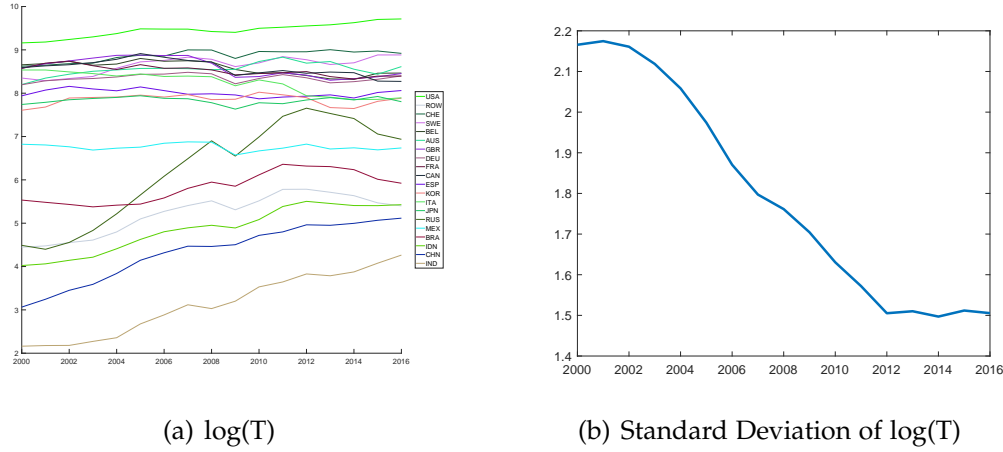 10
9
8
7
6
5
4
3
2
2000 2002 2004 2006 2008 2010 2012 2014 2016
USA
ROW
CHE
SWE
BEL
AUS
GBR
DEU
FRA
CAN
ESP
KOR
ITA
JPN
RUS
MEX
BRA
IDN
CHN
IND
(a) log(T)
2.2
2.1
2
1.9
1.8
1.7
1.6
1.5
1.4
2000 2002 2004 2006 2008 2010 2012 2014 2016
(b) Standard Deviation of log(T)